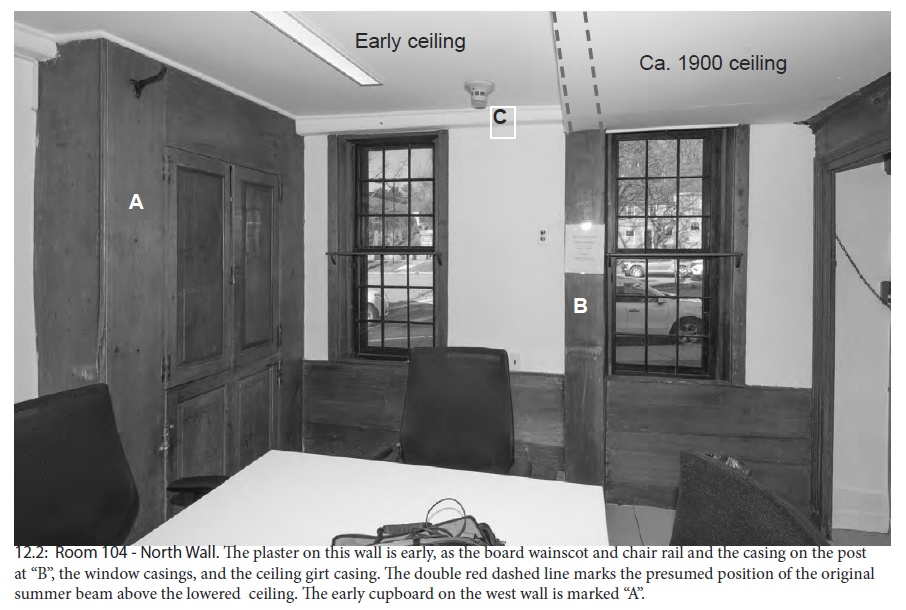 Early ceiling
Ca. 1900 ceiling
C
A
B
12.2: Room 104 - North Wall. The plaster on this wall is early, as the board wainscot and chair rail and the casing on the post
at “B”, the window casings, and the ceiling girt casing. The double red dashed line marks the presumed position of the original
summer beam above the lowered ceiling. The early cupboard on the west wall is marked “A”.